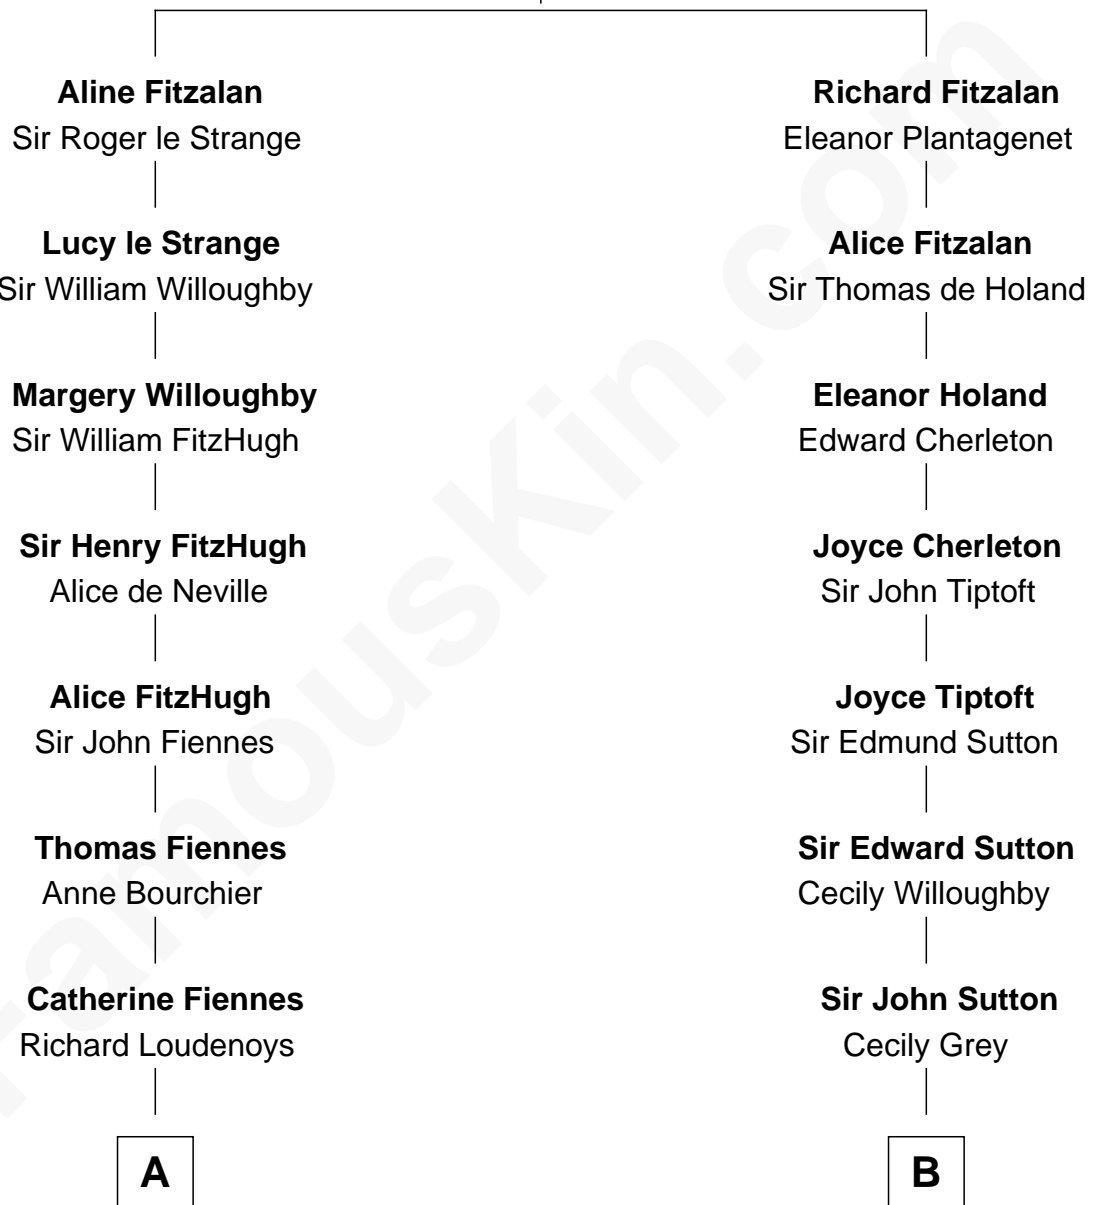 Aline Fitzalan
Sir Roger le Strange
Lucy le Strange
Sir William Willoughby
Margery Willoughby
Sir William FitzHugh
Sir Henry FitzHugh
Alice de Neville
Alice FitzHugh
Sir John Fiennes
Thomas Fiennes
Anne Bourchier
Catherine Fiennes
Richard Loudenoys
A
Richard Fitzalan
Eleanor Plantagenet
Alice Fitzalan
Sir Thomas de Holand
Eleanor Holand
Edward Cherleton
Joyce Cherleton
Sir John Tiptoft
Joyce Tiptoft
Sir Edmund Sutton
Sir Edward Sutton
Cecily Willoughby
Sir John Sutton
Cecily Grey
B
FamousKin.com